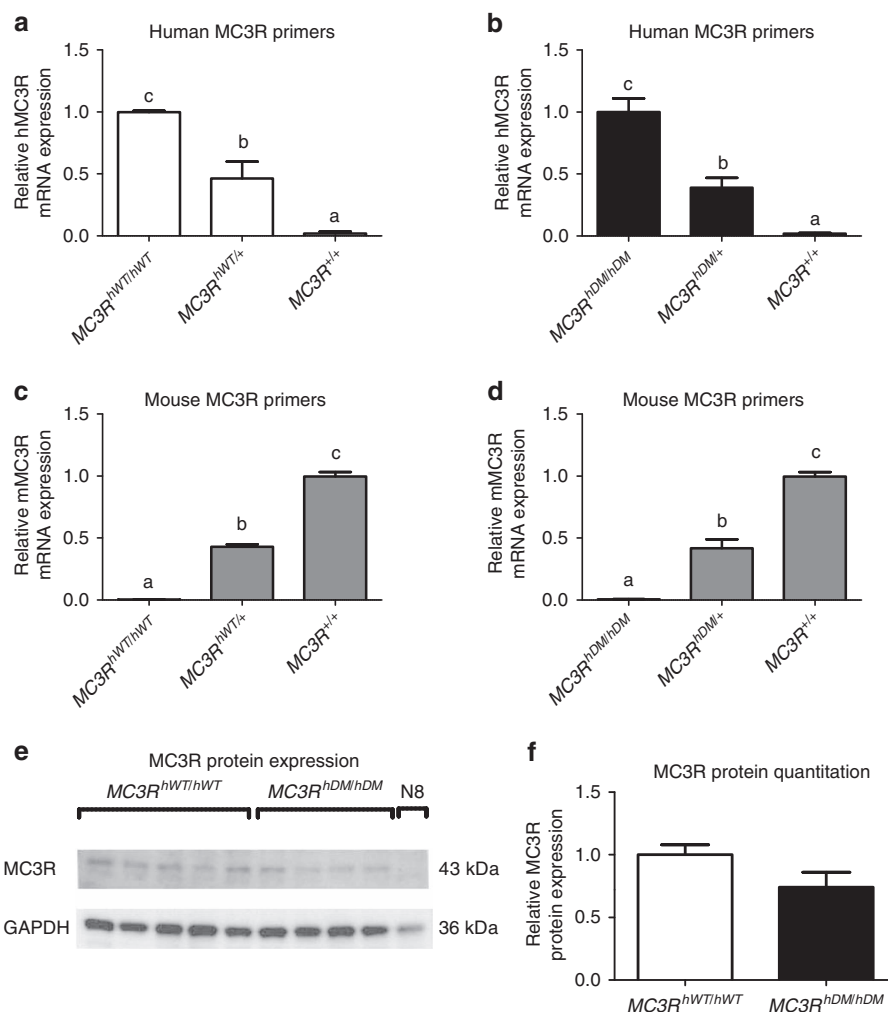 a
Human MC3R primers
Relative hMC3R
mRNA expression
1.5
1.0
0.5
0.0
c
b
a
MC3R^hWT/hWT
MC3R^hWT/+
MC3R^+/+
b
Human MC3R primers
Relative hMC3R
mRNA expression
1.5
1.0
0.5
0.0
c
b
a
MC3R^hDM/hDM
MC3R^hDM/+
MC3R^+/+
c
Mouse MC3R primers
Relative mMC3R
mRNA expression
1.5
1.0
0.5
0.0
a
b
c
MC3R^hWT/hWT
MC3R^hWT/+
MC3R^+/+
d
Mouse MC3R primers
Relative mMC3R
mRNA expression
1.5
1.0
0.5
0.0
a
b
c
MC3R^hDM/hDM
MC3R^hDM/+
MC3R^+/+
e
MC3R protein expression
MC3R^hWT/hWT MC3R^hDM/hDM N8
MC3R 43 kDa
GAPDH 36 kDa
f
MC3R protein quantitation
Relative MC3R
protein expression
1.5
1.0
0.5
0.0
MC3R^hWT/hWT MC3R^hDM/hDM